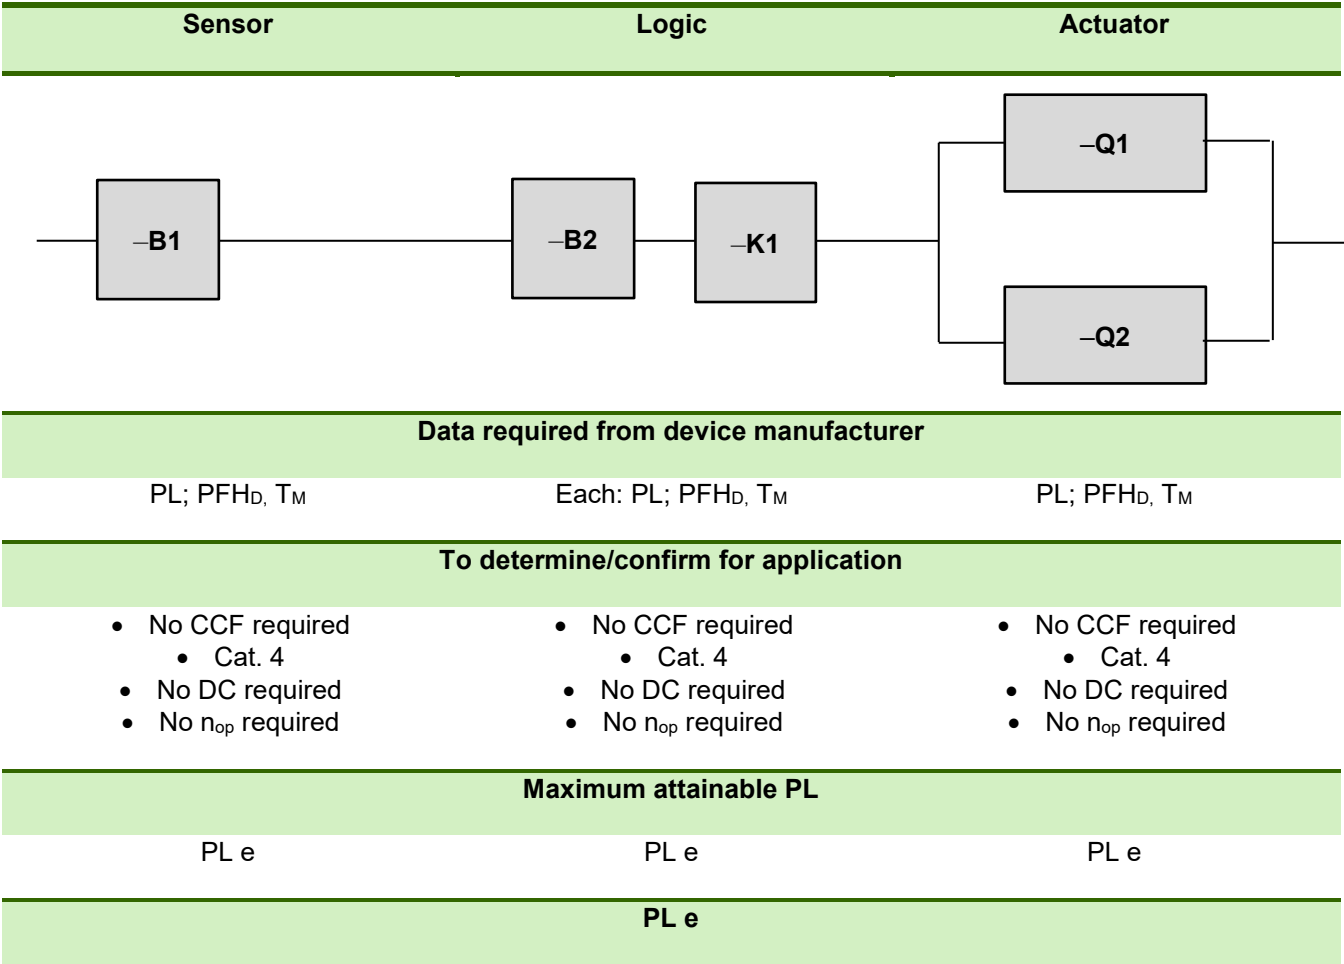 Sensor Logic Actuator
–Q1
–B1 –B2 –K1
–Q2
Data required from device manufacturer
PL; PFHD, TM Each: PL; PFHD, TM PL; PFHD, TM
To determine/confirm for application
• No CCF required • No CCF required • No CCF required
• Cat. 4 • Cat. 4 • Cat. 4
• No DC required • No DC required • No DC required
• No nop required • No nop required • No nop required
Maximum attainable PL
PL e PL e PL e
PL e